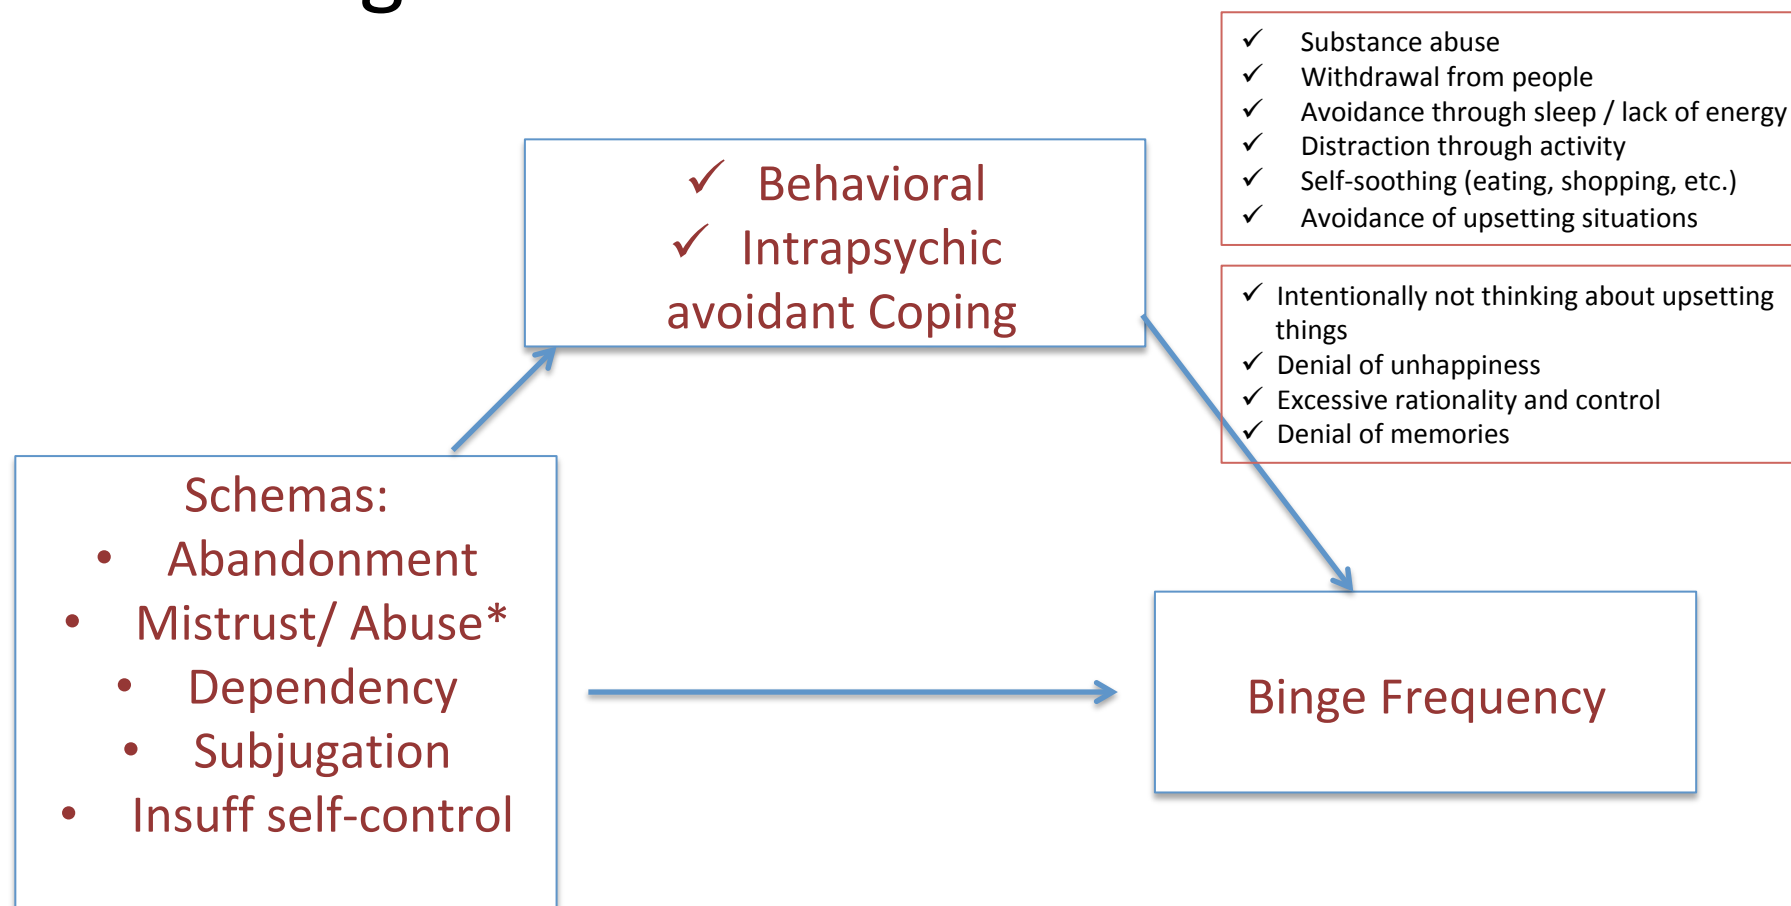 ✓ Substance abuse
✓ Withdrawal from people
✓ Avoidance through sleep / lack of energy
✓ Distraction through activity
✓ Self-soothing (eating, shopping, etc.)
✓ Avoidance of upsetting situations
✓ Behavioral
✓ Intrapsychic
avoidant Coping
✓ Intentionally not thinking about upsetting
things
✓ Denial of unhappiness
✓ Excessive rationality and control
✓ Denial of memories
Schemas:
• Abandonment
• Mistrust/ Abuse*
• Dependency
• Subjugation
• Insuff self-control
Binge Frequency